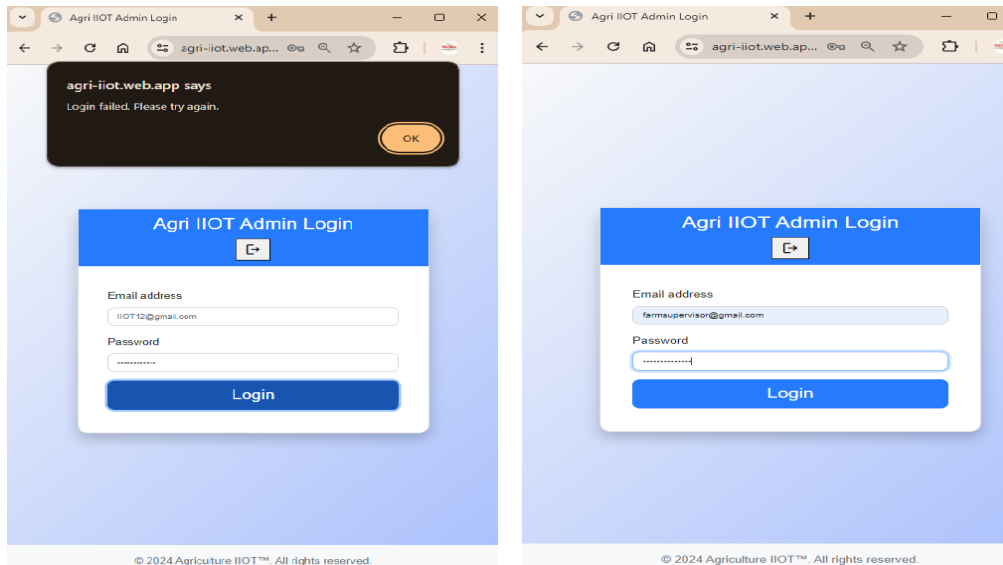 Agri IIOT Admin Login
agri-iiot.web.ap...
agri-iiot.web.app says
Login failed. Please try again.
OK
Agri IIOT Admin Login
Email address
IIOT12@gmail.com
Password
Login
© 2024 Agriculture IIOT™. All rights reserved.
Agri IIOT Admin Login
agri-iiot.web.ap...
Agri IIOT Admin Login
Email address
farmsupervisor@gmail.com
Password
Login
© 2024 Agriculture IIOT™. All rights reserved.